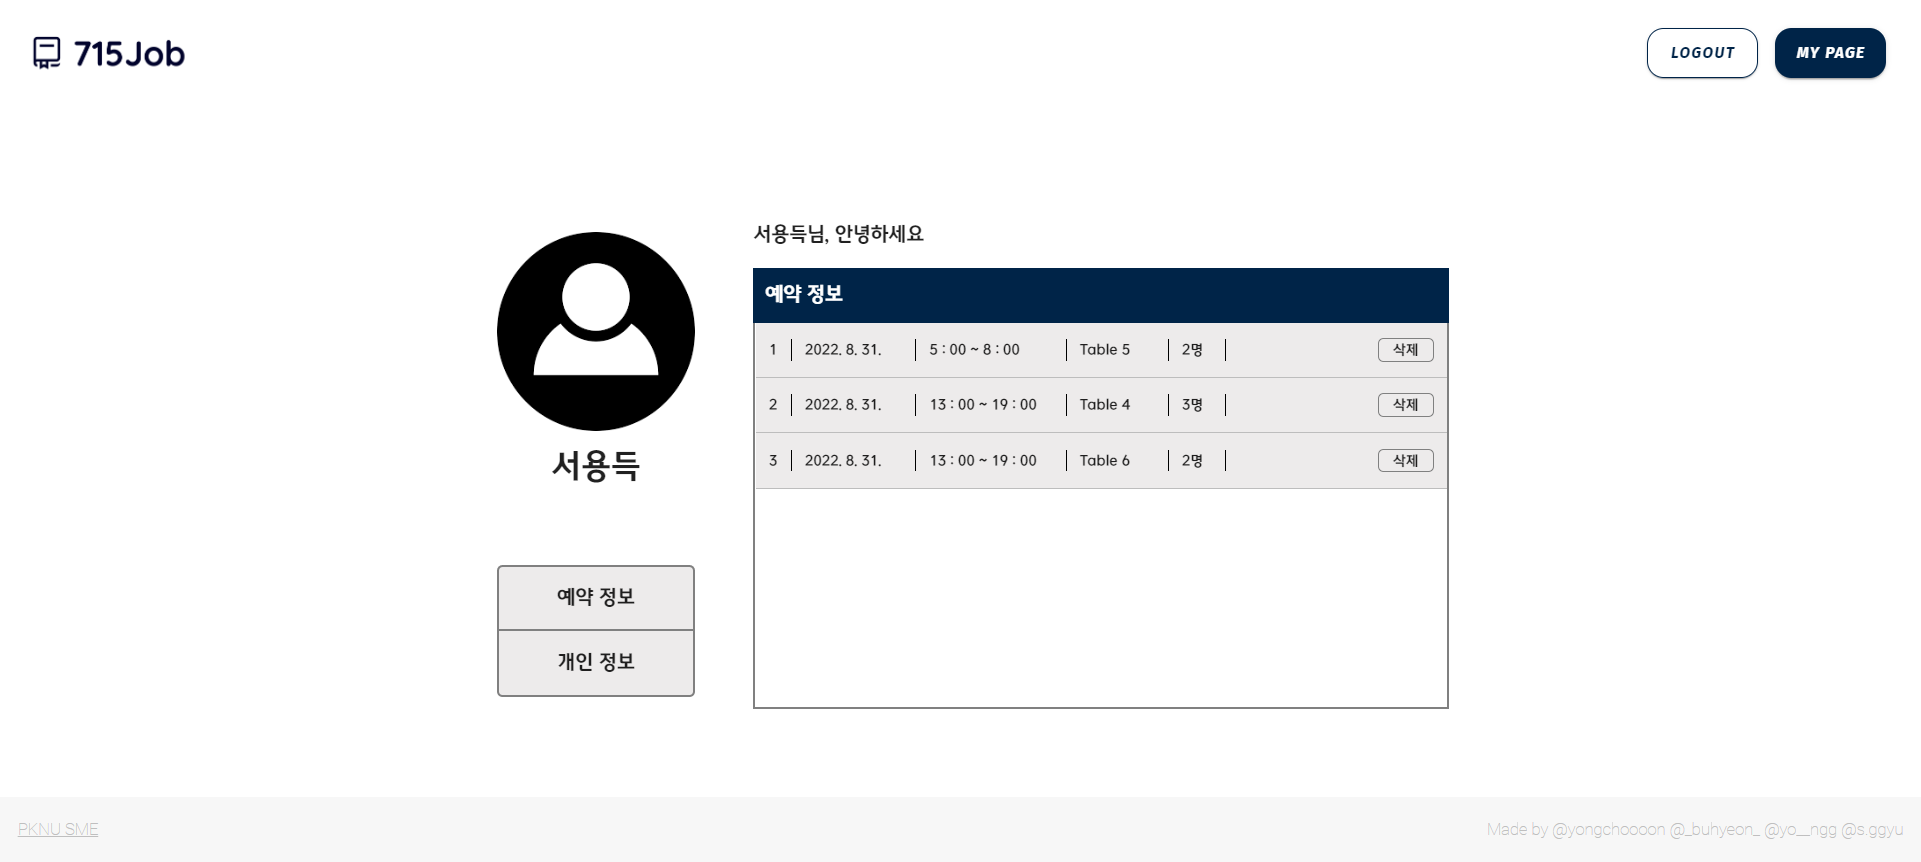 715Job
LOGOUT
MY PAGE
서용득
예약 정보
개인 정보
서용득님, 안녕하세요
예약 정보
1 2022. 8. 31. 5 : 00 ~ 8 : 00 Table 5 2명 삭제
2 2022. 8. 31. 13 : 00 ~ 19 : 00 Table 4 3명 삭제
3 2022. 8. 31. 13 : 00 ~ 19 : 00 Table 6 2명 삭제
PKNU SME
Made by @yongchoooon @_buhyeon_ @yo__ngg @s.ggyu